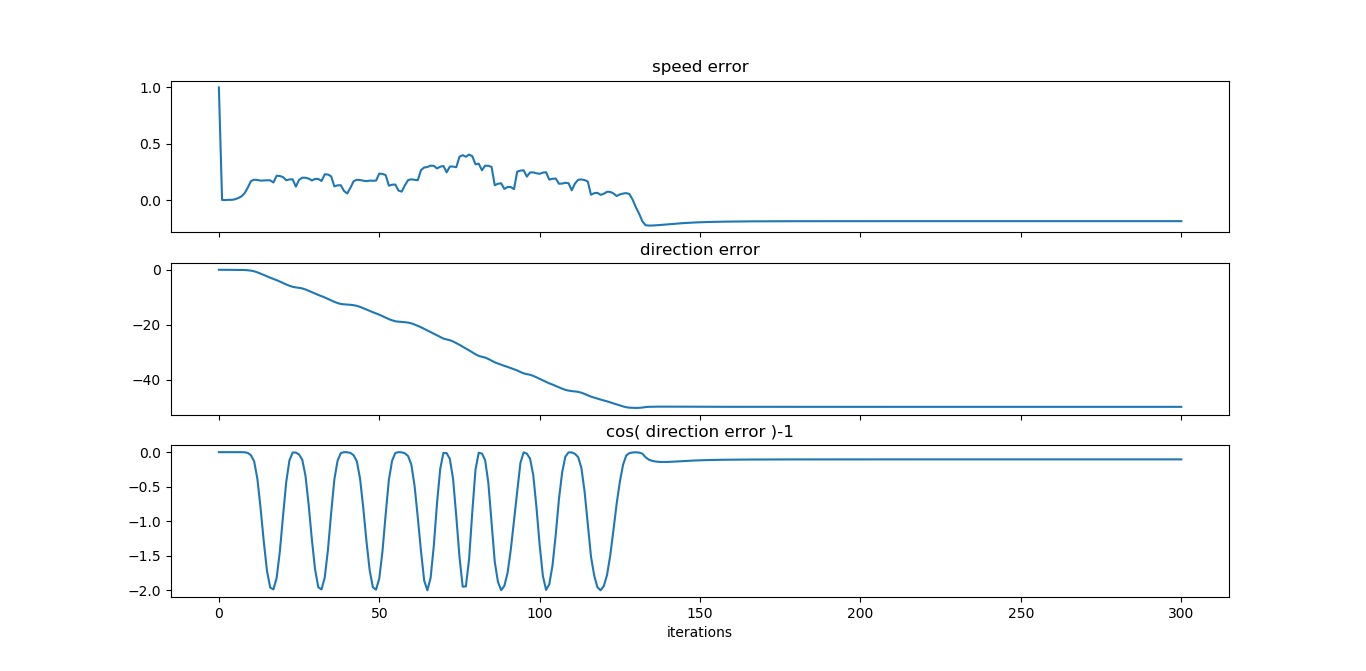 speed error
1.0
0.5
0.0
direction error
0
−20
−40
cos( direction error )-1
0.0
−0.5
−1.0
−1.5
−2.0
0 50 100 150 200 250 300
iterations